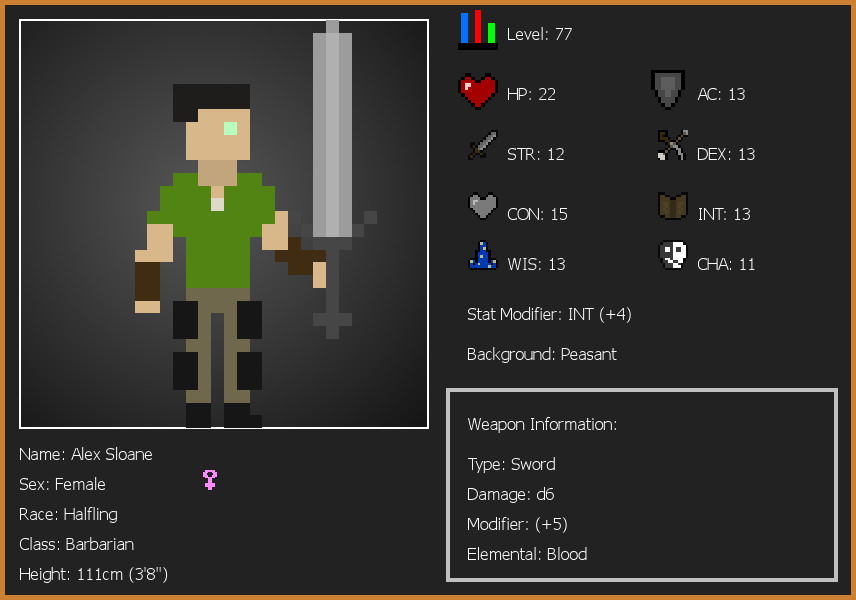 Level: 77
HP: 22
AC: 13
STR: 12
DEX: 13
CON: 15
INT: 13
WIS: 13
CHA: 11
Stat Modifier: INT (+4)
Background: Peasant
Weapon Information:
Type: Sword
Damage: d6
Modifier: (+5)
Elemental: Blood
Name: Alex Sloane
Sex: Female
Race: Halfling
Class: Barbarian
Height: 111cm (3'8")